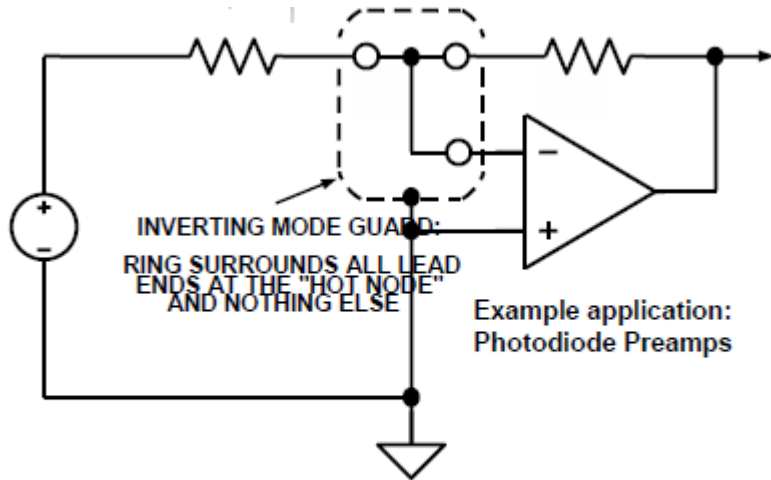 +
−
−
+
INVERTING MODE GUARD:
RING SURROUNDS ALL LEAD
ENDS AT THE "HOT NODE"
AND NOTHING ELSE
Example application:
Photodiode Preamps